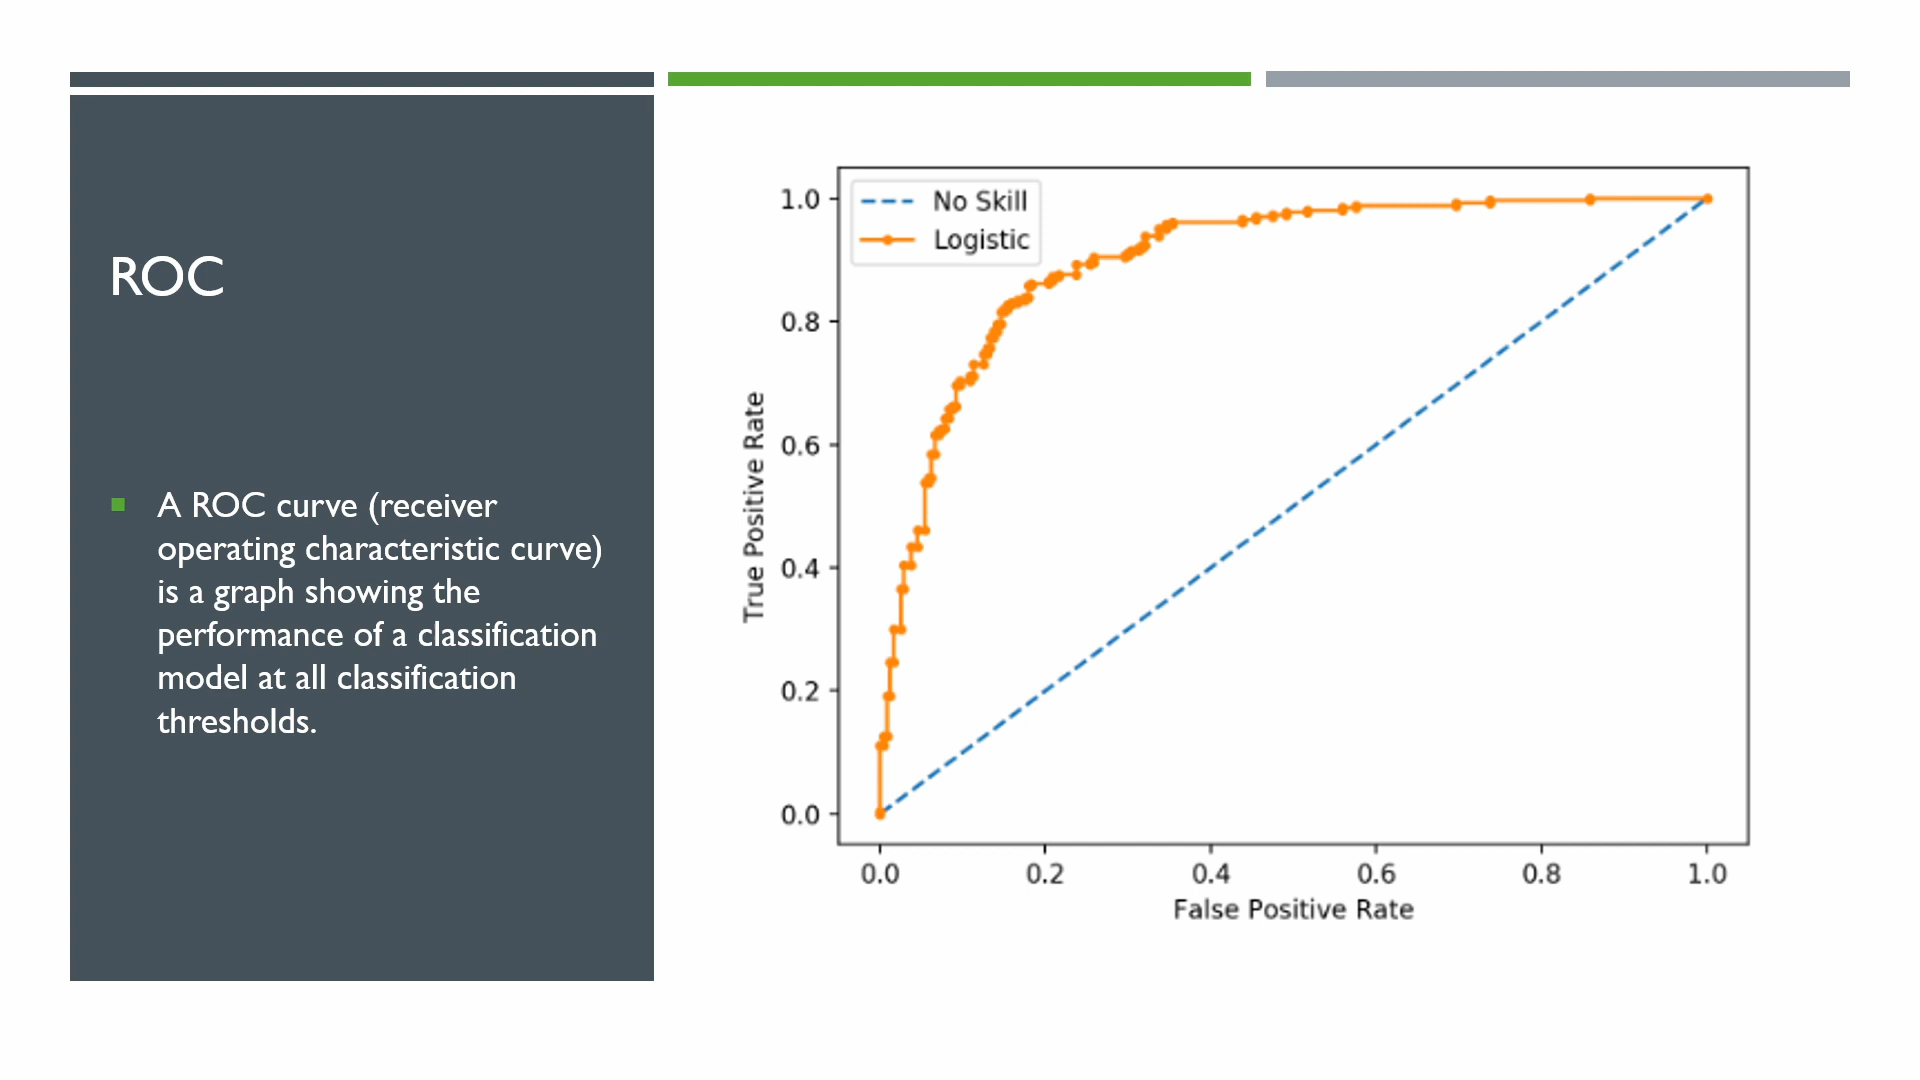 ROC
A ROC curve (receiver
operating characteristic curve)
is a graph showing the
performance of a classification
model at all classification
thresholds.
No Skill
Logistic
True Positive Rate
1.0
0.8
0.6
0.4
0.2
0.0
0.0 0.2 0.4 0.6 0.8 1.0
False Positive Rate